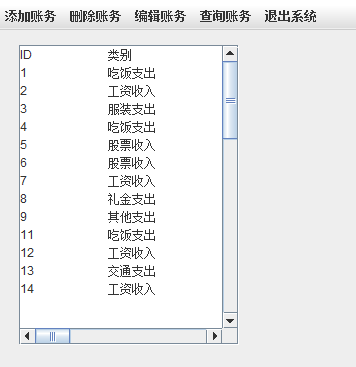 添加账务 删除账务 编辑账务 查询账务 退出系统
ID 类别
1 吃饭支出
2 工资收入
3 服装支出
4 吃饭支出
5 股票收入
6 股票收入
7 工资收入
8 礼金支出
9 其他支出
11 吃饭支出
12 工资收入
13 交通支出
14 工资收入